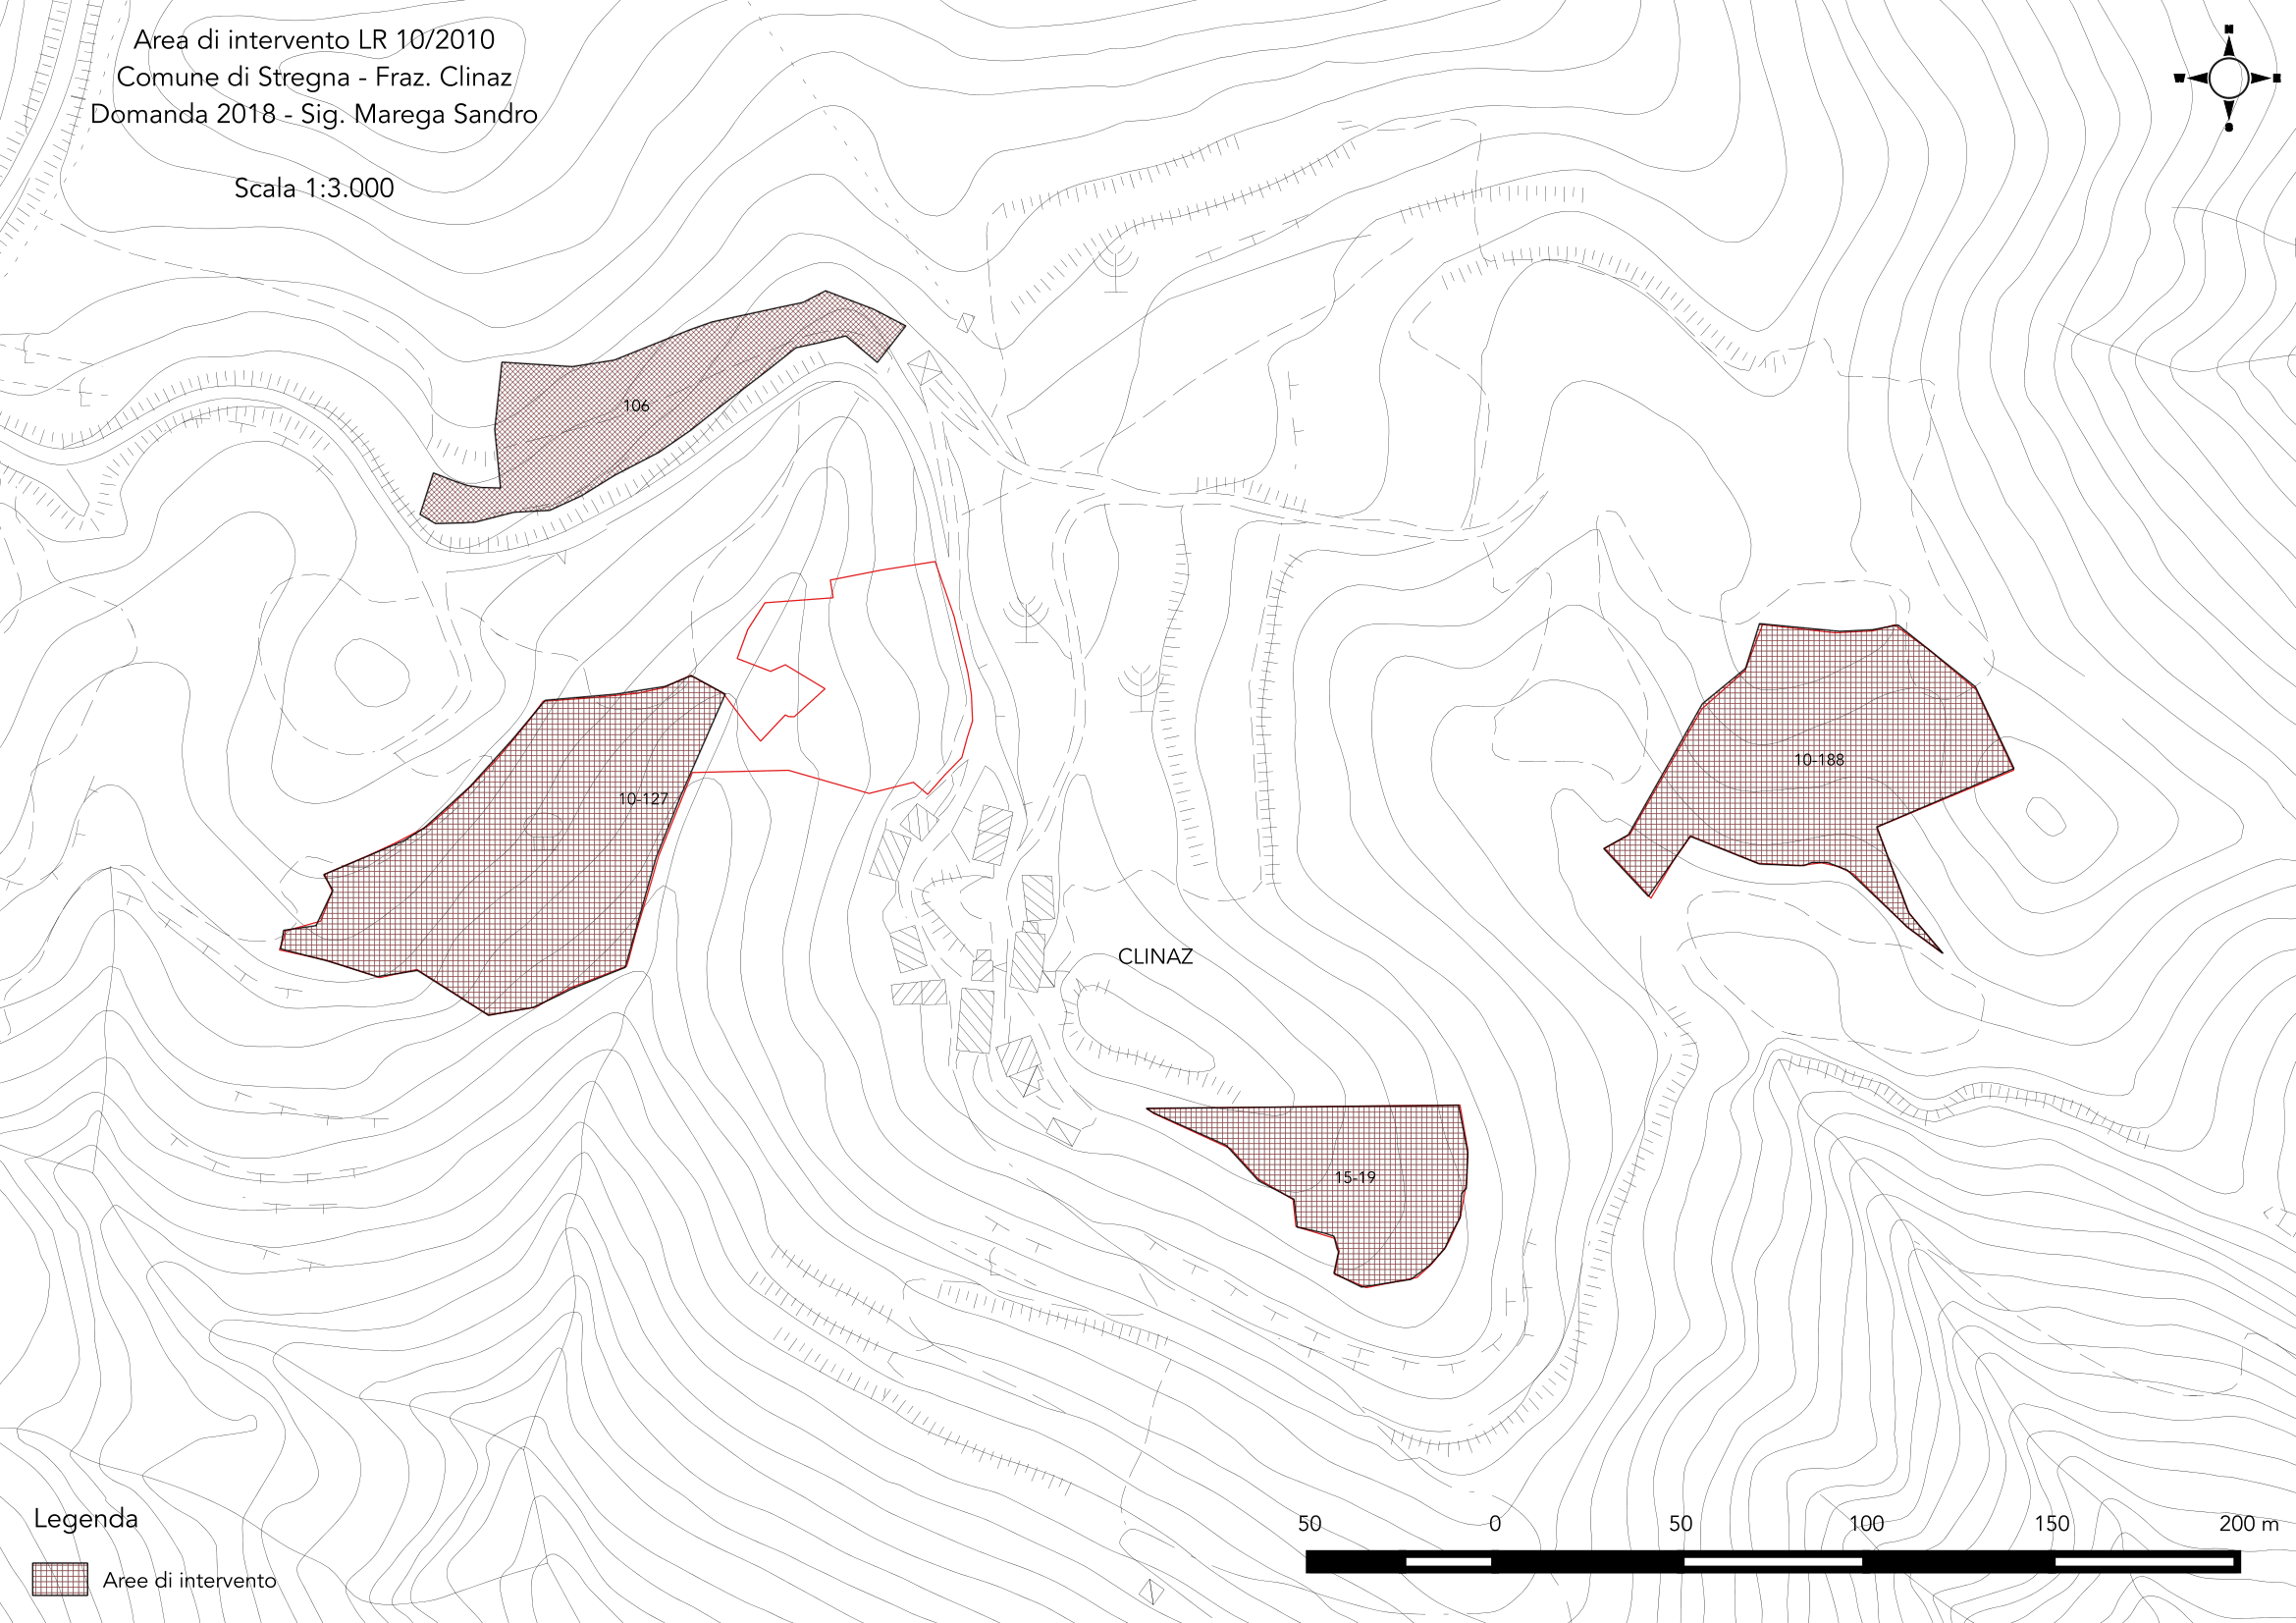 Area di intervento LR 10/2010
Comune di Stregna - Fraz. Clinaz
Domanda 2018 - Sig. Marega Sandro
Scala 1:3.000
106
10-127
10-188
CLINAZ
15-19
Legenda
Aree di intervento
50 0 50 100 150 200 m